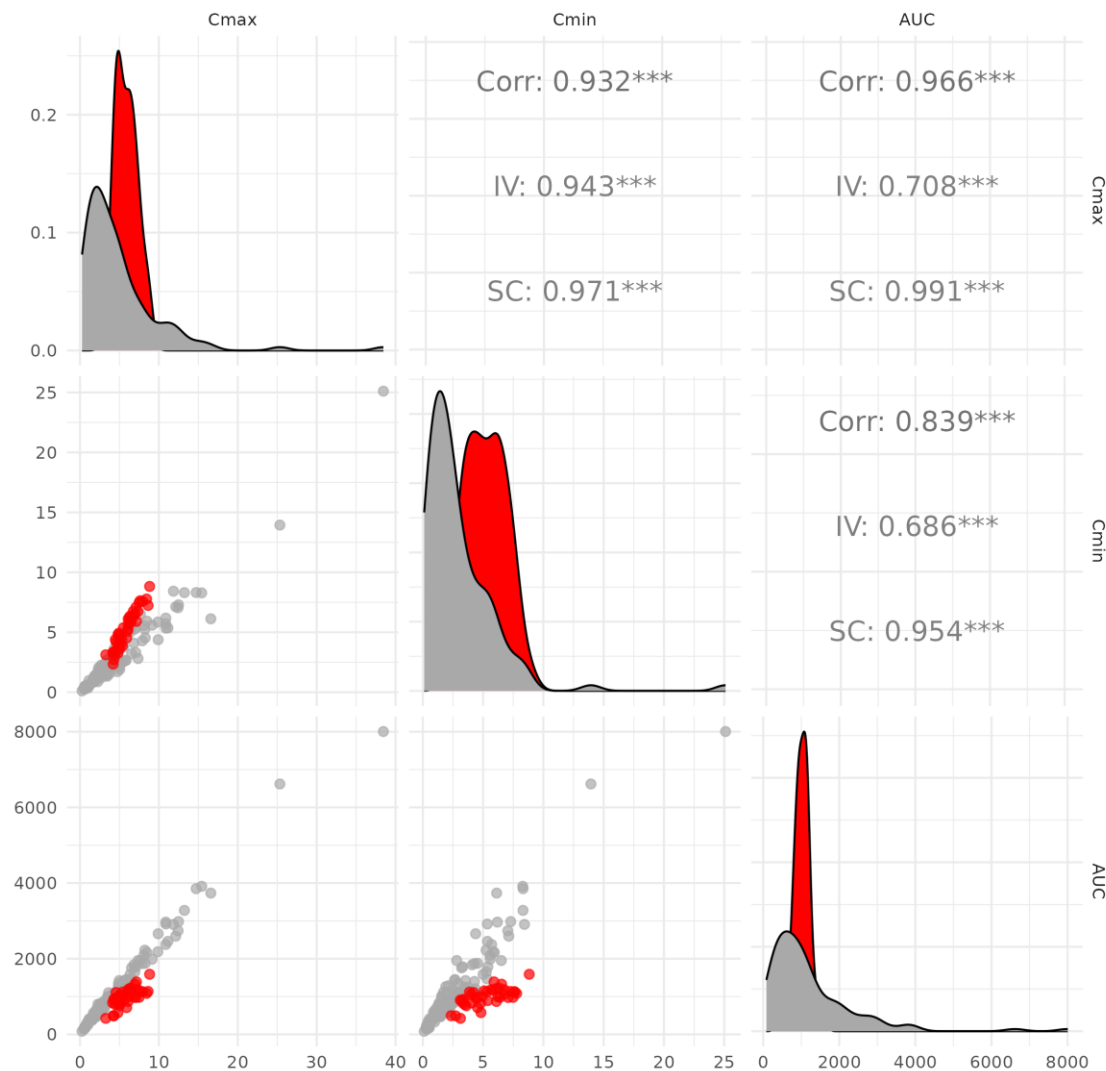 Cmax Cmin AUC
0.2
0.1
0.0
Corr: 0.932***
IV: 0.943***
SC: 0.971***
Corr: 0.966***
IV: 0.708***
SC: 0.991***
Cmax
25
20
15
10
5
0
Corr: 0.839***
IV: 0.686***
SC: 0.954***
Cmin
8000
6000
4000
2000
0
AUC
0 10 20 30 40
0 5 10 15 20 25
0 2000 4000 6000 8000